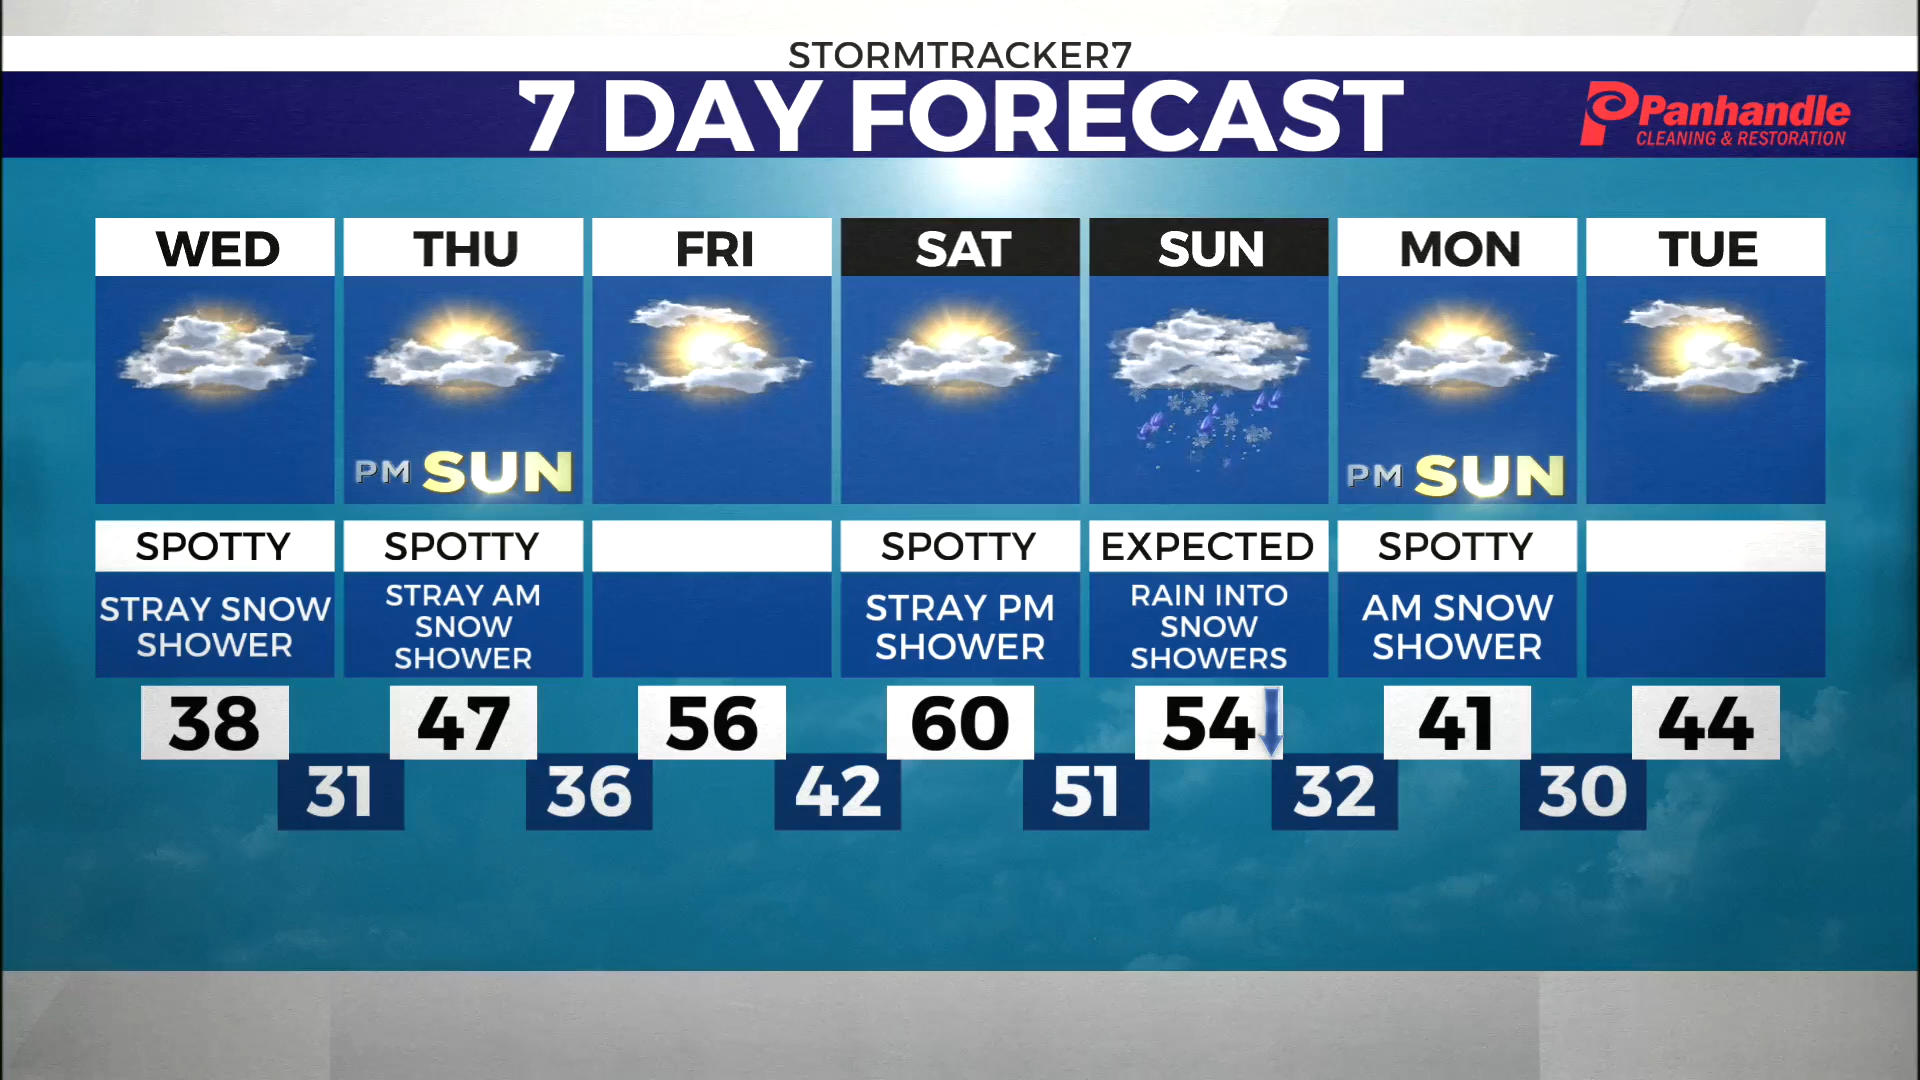 STORMTRACKER7
7 DAY FORECAST
Panhandle
CLEANING & RESTORATION
WED THU FRI SAT SUN MON TUE
PM SUN PM SUN
SPOTTY SPOTTY SPOTTY EXPECTED SPOTTY
STRAY SNOW
SHOWER
STRAY AM
SNOW
SHOWER
STRAY PM
SHOWER
RAIN INTO
SNOW
SHOWERS
AM SNOW
SHOWER
38 47 56 60 54 41 44
31 36 42 51 32 30